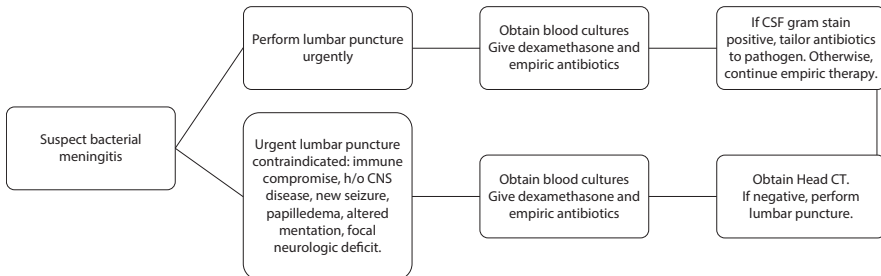 Suspect bacterial
meningitis
Perform lumbar puncture
urgently
Obtain blood cultures
Give dexamethasone and
empiric antibiotics
If CSF gram stain
positive, tailor antibiotics
to pathogen. Otherwise,
continue empiric therapy.
Urgent lumbar puncture
contraindicated: immune
compromise, h/o CNS
disease, new seizure,
papilledema, altered
mentation, focal
neurologic deficit.
Obtain blood cultures
Give dexamethasone and
empiric antibiotics
Obtain Head CT.
If negative, perform
lumbar puncture.